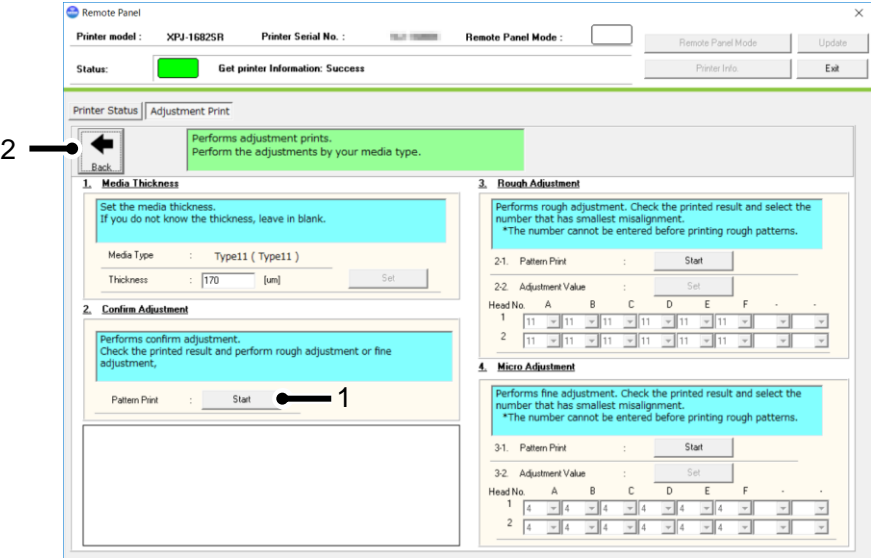 Remote Panel
Printer model : XPJ-1682SR Printer Serial No. : Remote Panel Mode :
Remote Panel Mode Update
Status: Get printer Information: Success
Printer Info. Exit
Printer Status Adjustment Print
2
Back...
Performs adjustment prints.
Perform the adjustments by your media type.
1. Media Thickness
Set the media thickness.
If you do not know the thickness, leave in blank.
Media Type : Type11 ( Type11 )
Thickness : 170 [um] Set
2. Confirm Adjustment
Performs confirm adjustment.
Check the printed result and perform rough adjustment or fine
adjustment,
Pattern Print : Start
1
3. Rough Adjustment
Performs rough adjustment. Check the printed result and select the
number that has smallest misalignment.
*The number cannot be entered before printing rough patterns.
2-1. Pattern Print : Start
2-2. Adjustment Value : Set
Head No. A B C D E F - -
1 11 11 11 11 11 11
2 11 11 11 11 11 11
4. Micro Adjustment
Performs fine adjustment. Check the printed result and select the
number that has smallest misalignment.
*The number cannot be entered before printing rough patterns.
3-1. Pattern Print : Start
3-2. Adjustment Value : Set
Head No. A B C D E F - -
1 4 4 4 4 4 4
2 4 4 4 4 4 4